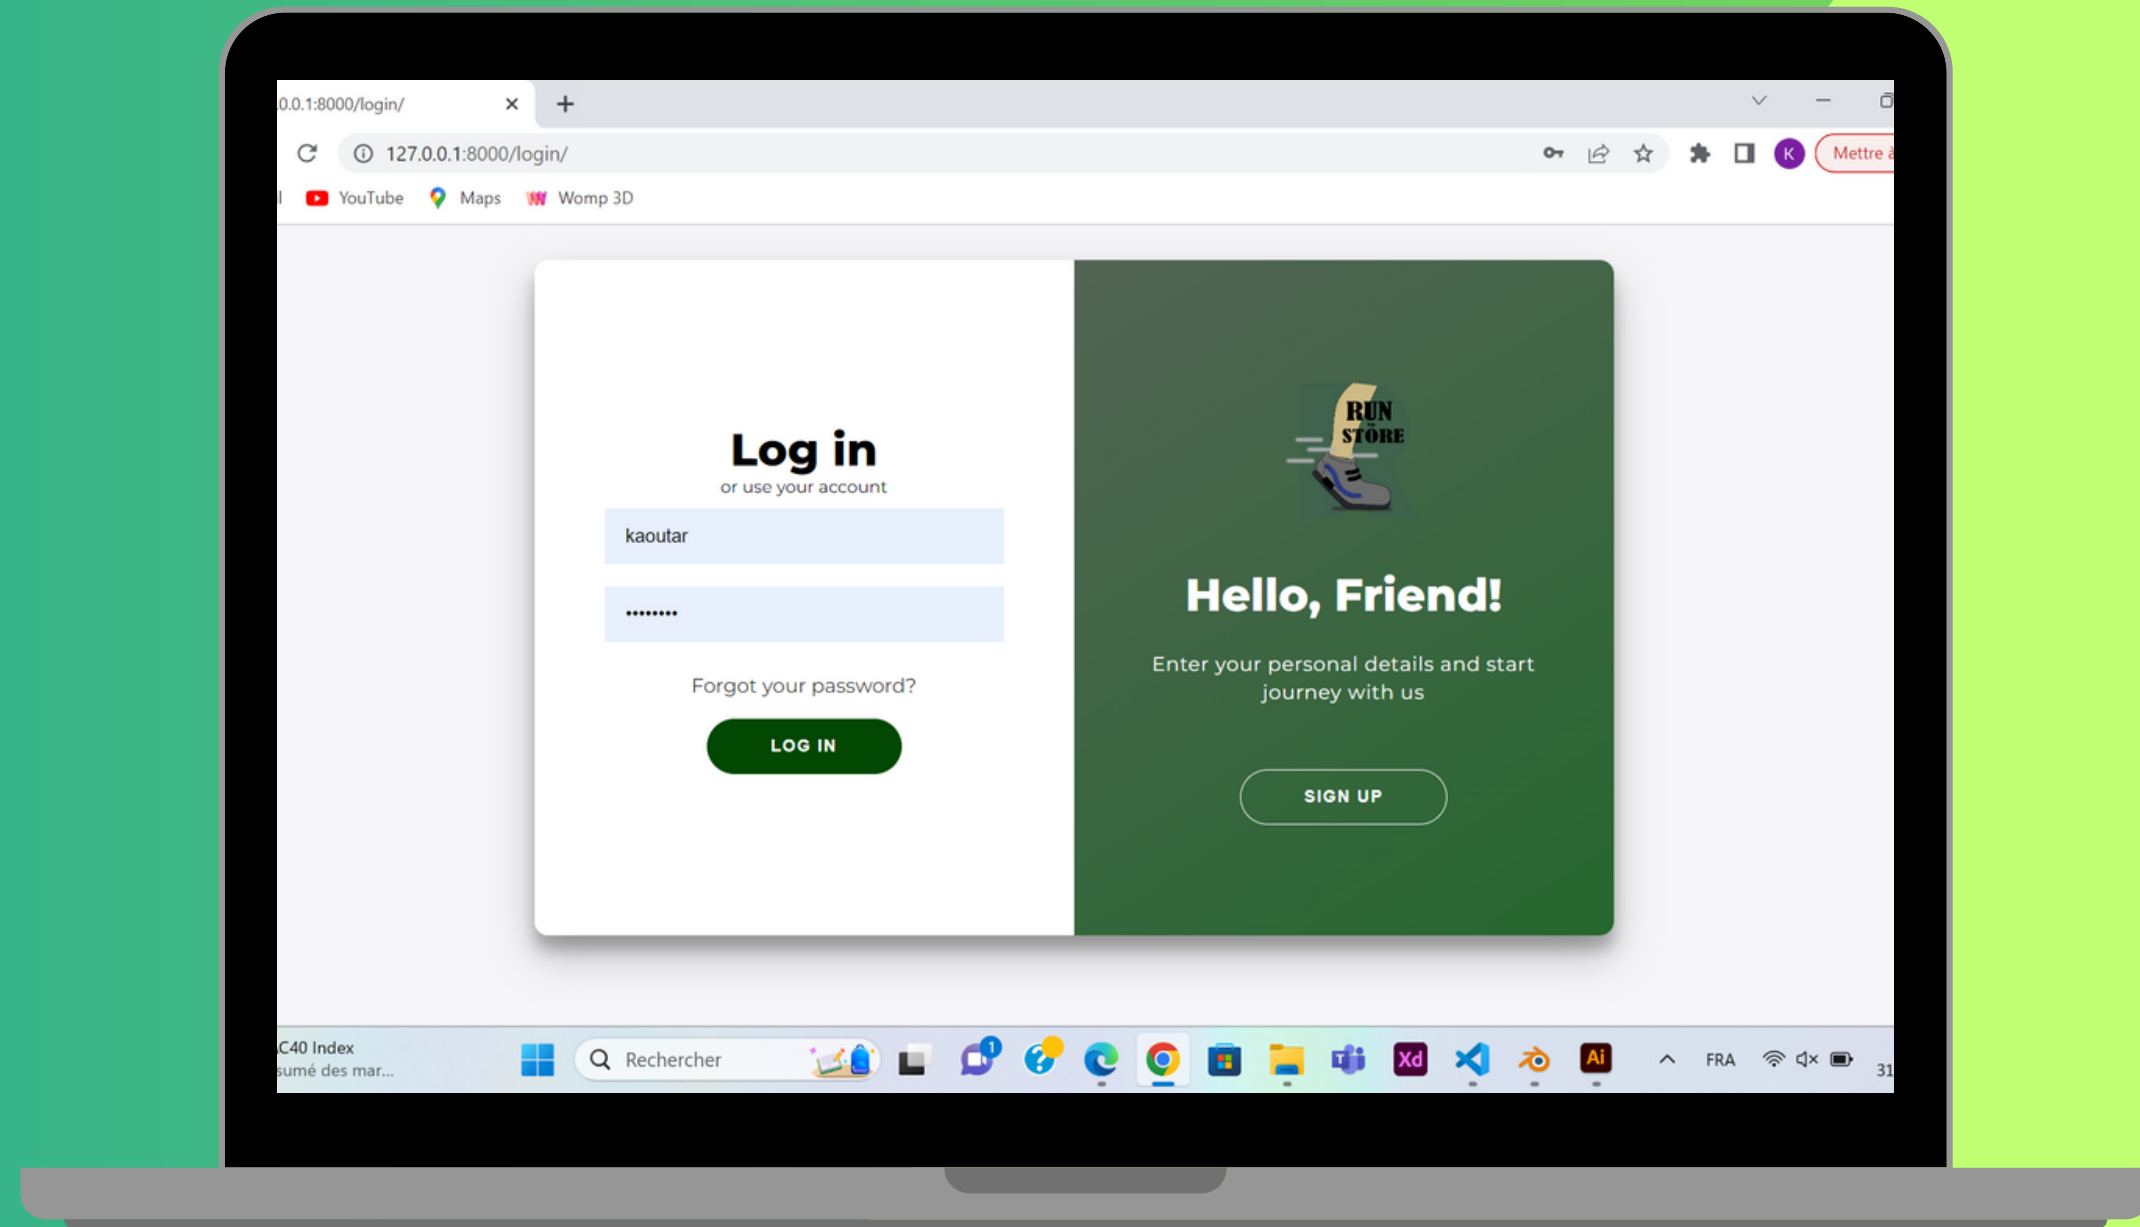 .0.0.1:8000/login/
127.0.0.1:8000/login/
K
Mettre à
YouTube
Maps
Womp 3D
Log in
or use your account
kaoutar
••••••••
Forgot your password?
LOG IN
RUN
STORE
Hello, Friend!
Enter your personal details and start
journey with us
SIGN UP
C40 Index
sumé des mar...
Rechercher
1
Xd
Ai
FRA
31